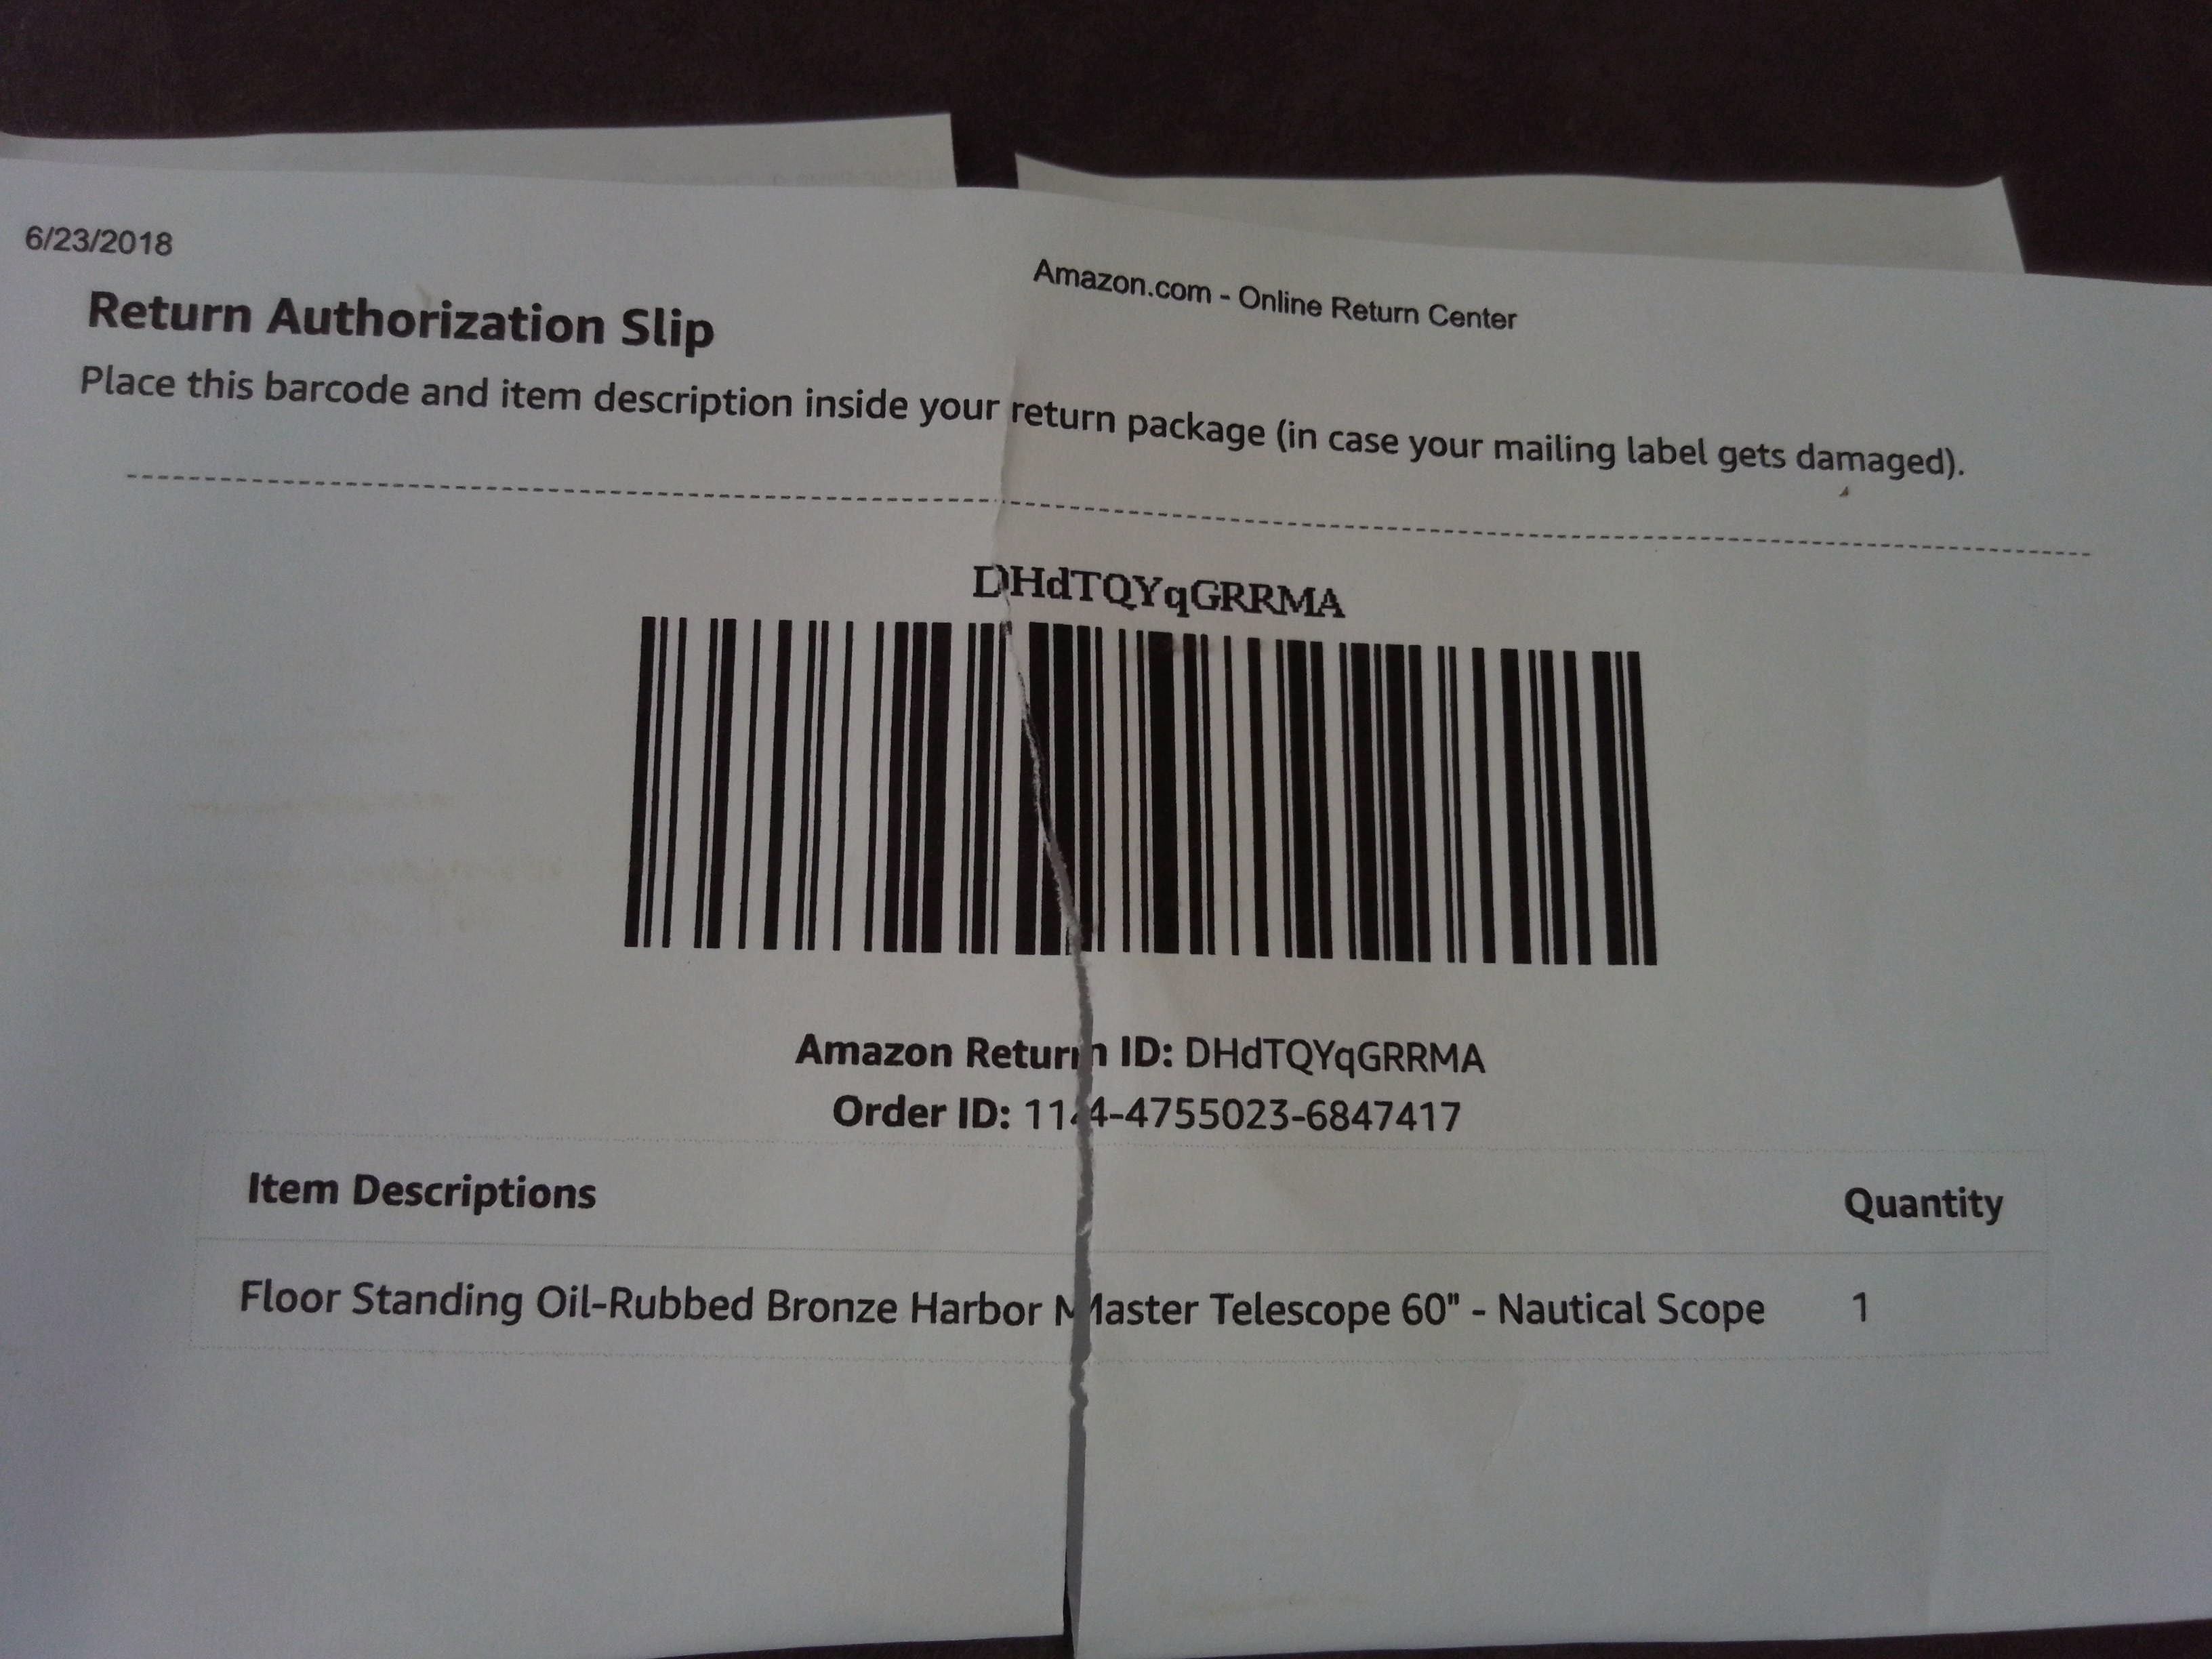 6/23/2018
Amazon.com - Online Return Center
Return Authorization Slip
Place this barcode and item description inside your return package (in case your mailing label gets damaged).
DHdTQYqGRRMA
Amazon Return ID: DHdTQYqGRRMA
Order ID: 114-4755023-6847417
Item Descriptions
Quantity
Floor Standing Oil-Rubbed Bronze Harbor Master Telescope 60" - Nautical Scope 1